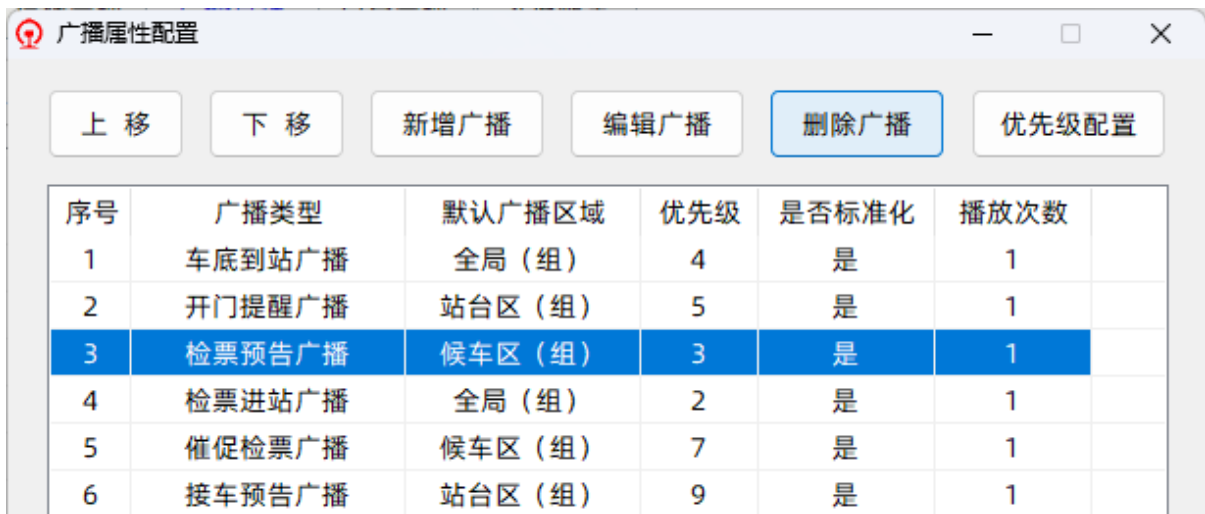 广播属性配置
上 移 下 移 新增广播 编辑广播 删除广播 优先级配置
序号 广播类型 默认广播区域 优先级 是否标准化 播放次数
1 车底到站广播 全局（组） 4 是 1
2 开门提醒广播 站台区（组） 5 是 1
3 检票预告广播 候车区（组） 3 是 1
4 检票进站广播 全局（组） 2 是 1
5 催促检票广播 候车区（组） 7 是 1
6 接车预告广播 站台区（组） 9 是 1